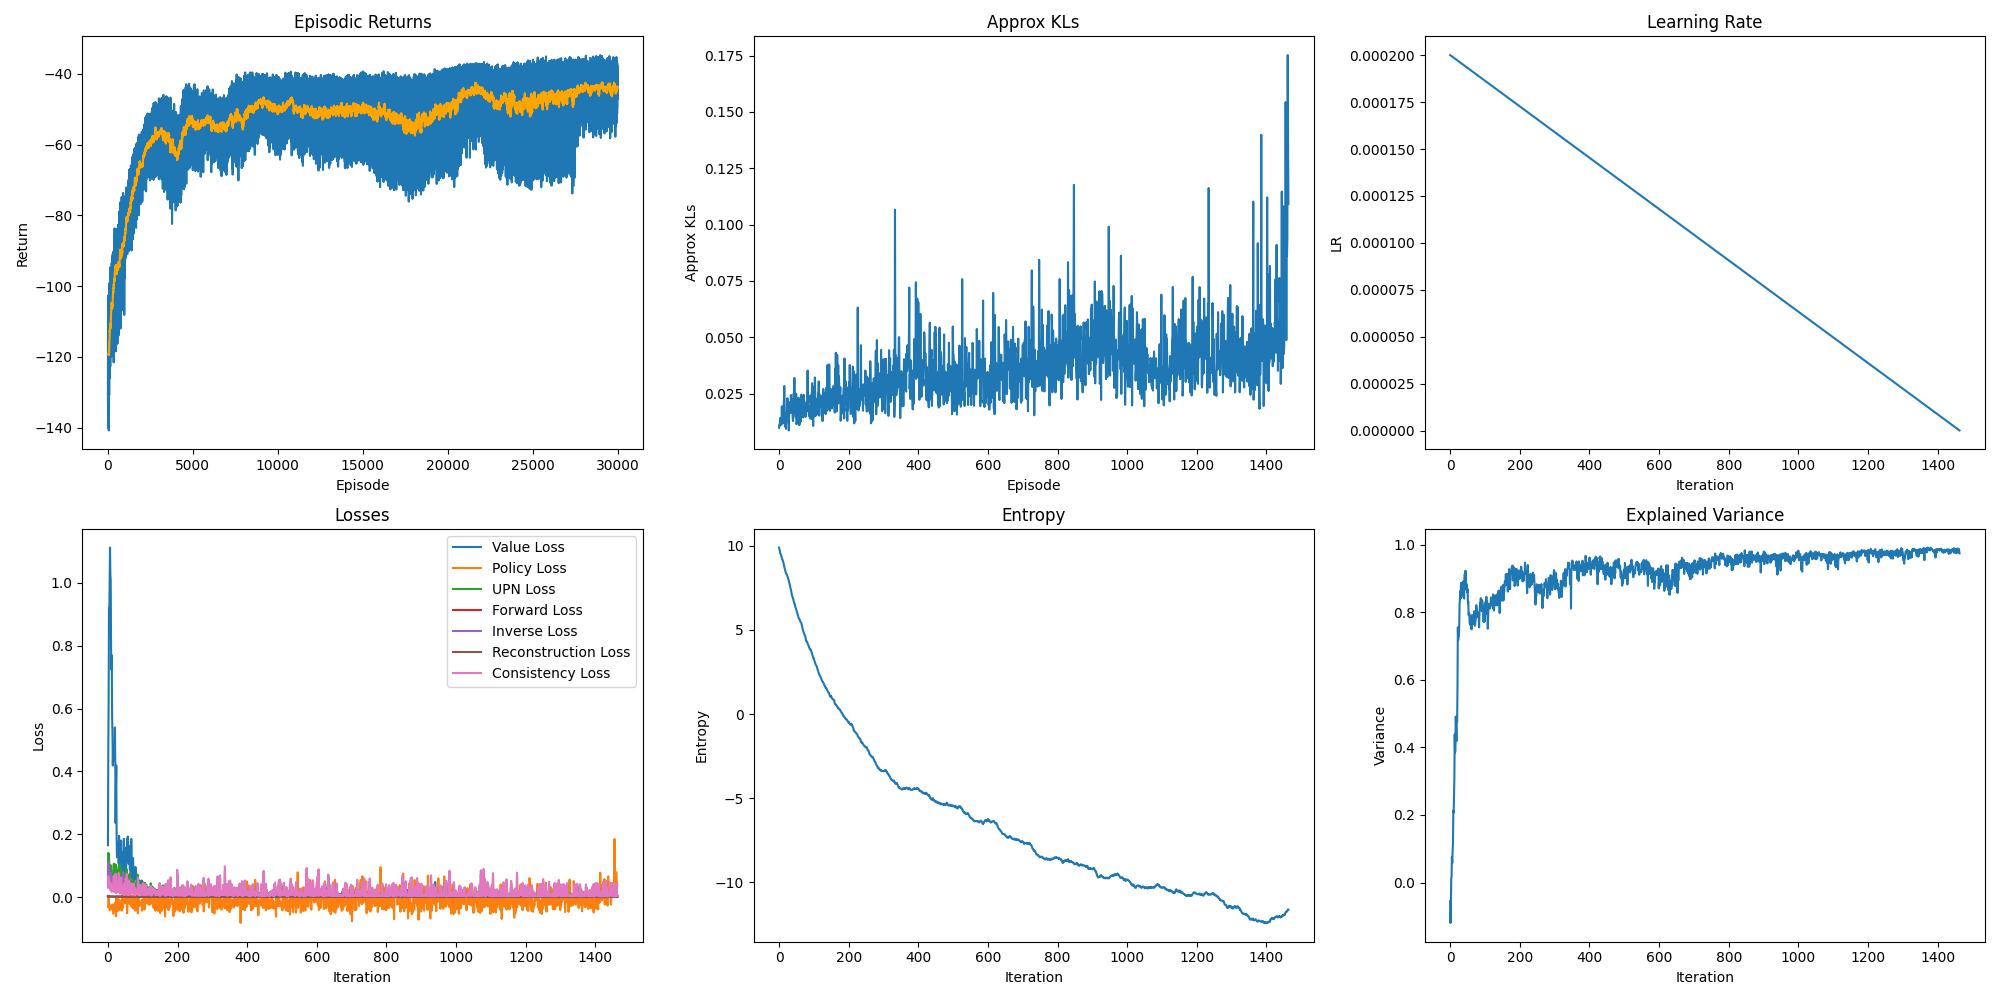 Episodic Returns
Return
−40
−60
−80
−100
−120
−140
0 5000 10000 15000 20000 25000 30000
Episode
Approx KLs
Approx KLs
0.175
0.150
0.125
0.100
0.075
0.050
0.025
0 200 400 600 800 1000 1200 1400
Episode
Learning Rate
LR
0.000200
0.000175
0.000150
0.000125
0.000100
0.000075
0.000050
0.000025
0.000000
0 200 400 600 800 1000 1200 1400
Iteration
Losses
Loss
1.0
0.8
0.6
0.4
0.2
0.0
Value Loss
Policy Loss
UPN Loss
Forward Loss
Inverse Loss
Reconstruction Loss
Consistency Loss
0 200 400 600 800 1000 1200 1400
Iteration
Entropy
Entropy
10
5
0
−5
−10
0 200 400 600 800 1000 1200 1400
Iteration
Explained Variance
Variance
1.0
0.8
0.6
0.4
0.2
0.0
0 200 400 600 800 1000 1200 1400
Iteration